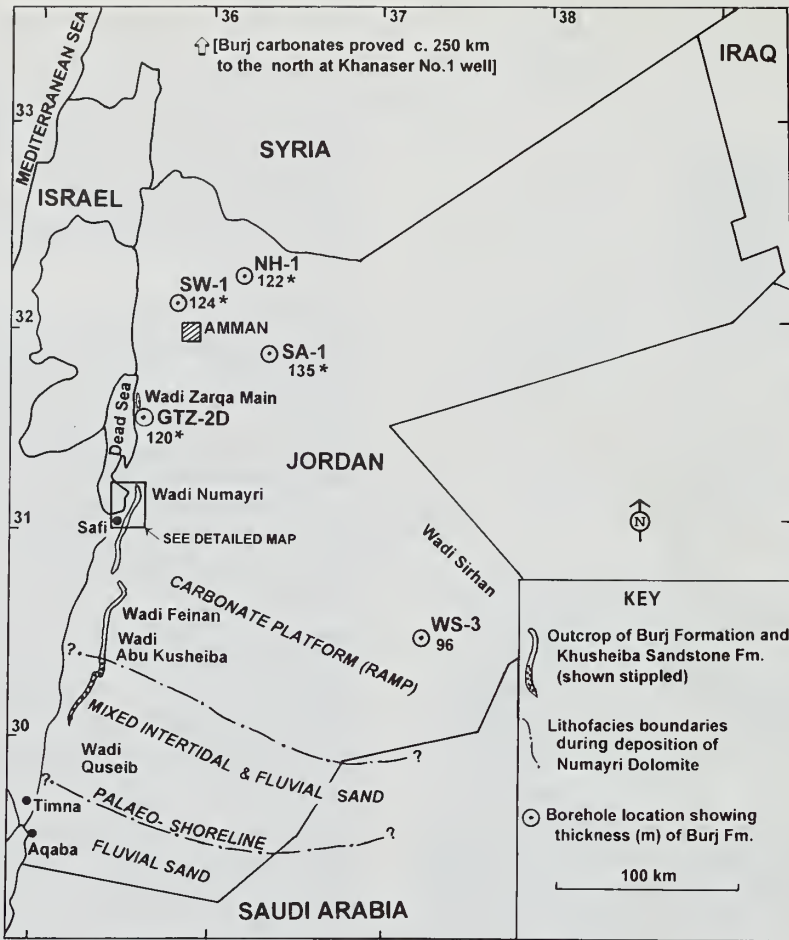 36
37
38
[Burj carbonates proved c. 250 km
to the north at Khanaser No.1 well]
IRAQ
MEDITERRANEAN SEA
33
SYRIA
ISRAEL
NH-1
122*
SW-1
124*
32
AMMAN
SA-1
135*
Wadi Zarqa Main
Dead Sea
GTZ-2D
120*
JORDAN
Wadi Numayri
N
31
Safi
SEE DETAILED MAP
Wadi Sirhan
CARBONATE PLATFORM (RAMP)
Wadi Feinan
Wadi
Abu Kusheiba
WS-3
96
?
MIXED INTERTIDAL & FLUVIAL SAND
?
30
Wadi
Quseib
?
Timna
PALAEO-SHORELINE
?
Aqaba
FLUVIAL SAND
SAUDI ARABIA
KEY
Outcrop of Burj Formation and
Khusheiba Sandstone Fm.
(shown stippled)
Lithofacies boundaries
during deposition of
Numayri Dolomite
Borehole location showing
thickness (m) of Burj Fm.
100 km